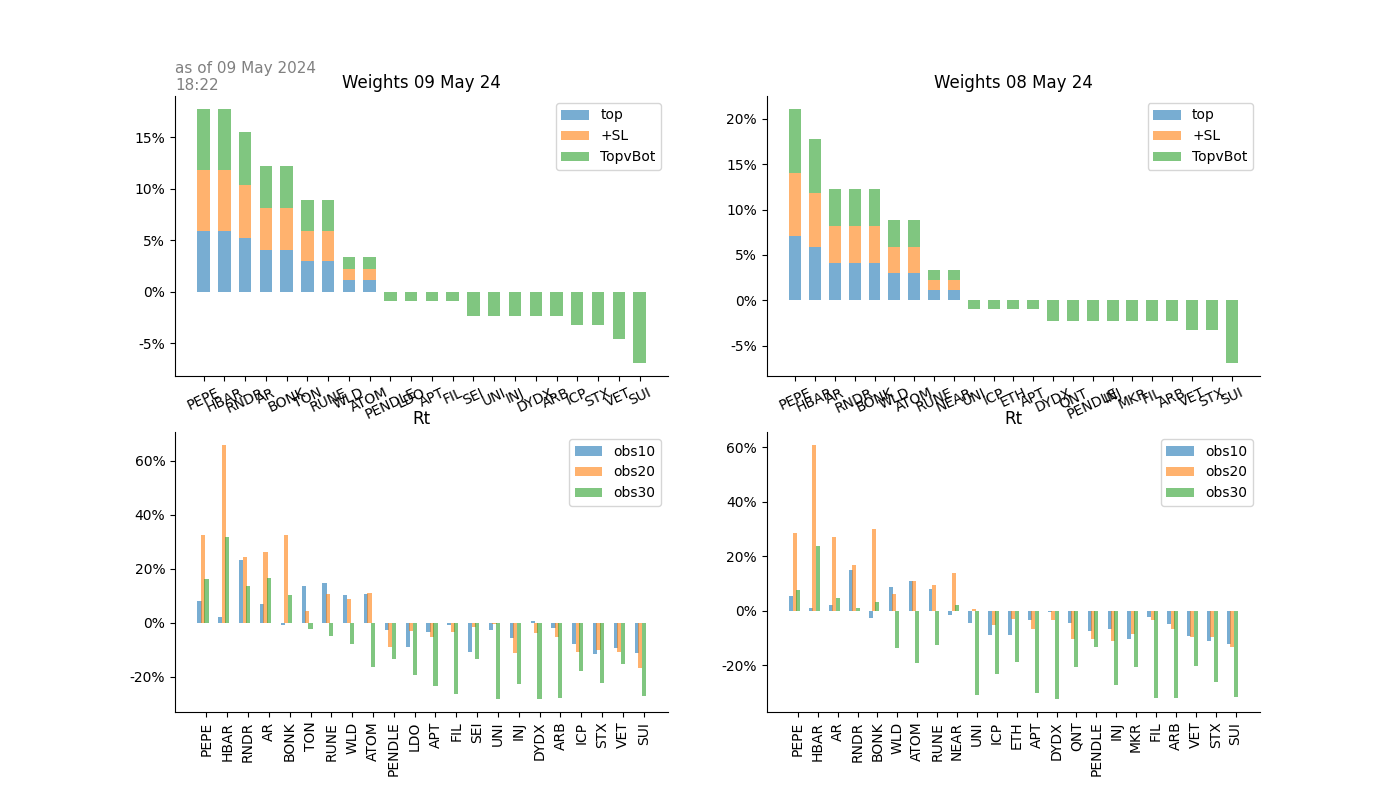 as of 09 May 2024
18:22
Weights 09 May 24
top
+SL
TopvBot
15%
10%
5%
0%
-5%
PEPE HBAR RNDR AR BONK TON RUNE WLD ATOM PENDLE LDO APT FIL SEI UNI INJ DYDX ARB ICP STX VET SUI
Weights 08 May 24
top
+SL
TopvBot
20%
15%
10%
5%
0%
-5%
PEPE HBAR AR RNDR BONK WLD ATOM RUNE NEAR UNI ICP ETH APT DYDX QNT PENDLE INJ MKR FIL ARB VET STX SUI
Rt
obs10
obs20
obs30
60%
40%
20%
0%
-20%
PEPE HBAR RNDR AR BONK TON RUNE WLD ATOM PENDLE LDO APT FIL SEI UNI INJ DYDX ARB ICP STX VET SUI
Rt
obs10
obs20
obs30
60%
40%
20%
0%
-20%
PEPE HBAR AR RNDR BONK WLD ATOM RUNE NEAR UNI ICP ETH APT DYDX QNT PENDLE INJ MKR FIL ARB VET STX SUI